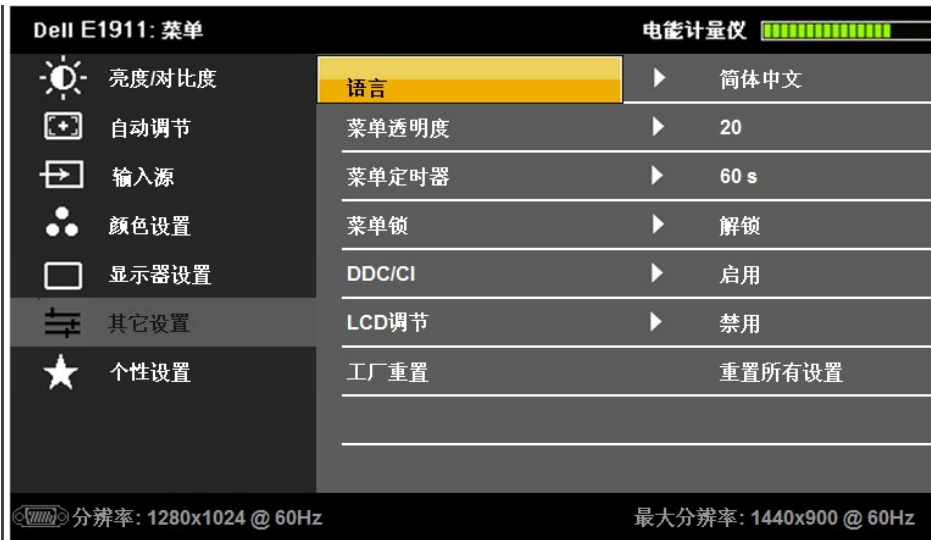 Dell E1911: 菜单 电能计量仪
亮度/对比度 语言 简体中文
自动调节 菜单透明度 20
输入源 菜单定时器 60 s
颜色设置 菜单锁 解锁
显示器设置 DDC/CI 启用
其它设置 LCD调节 禁用
个性设置 工厂重置 重置所有设置
分辨率: 1280x1024 @ 60Hz 最大分辨率: 1440x900 @ 60Hz